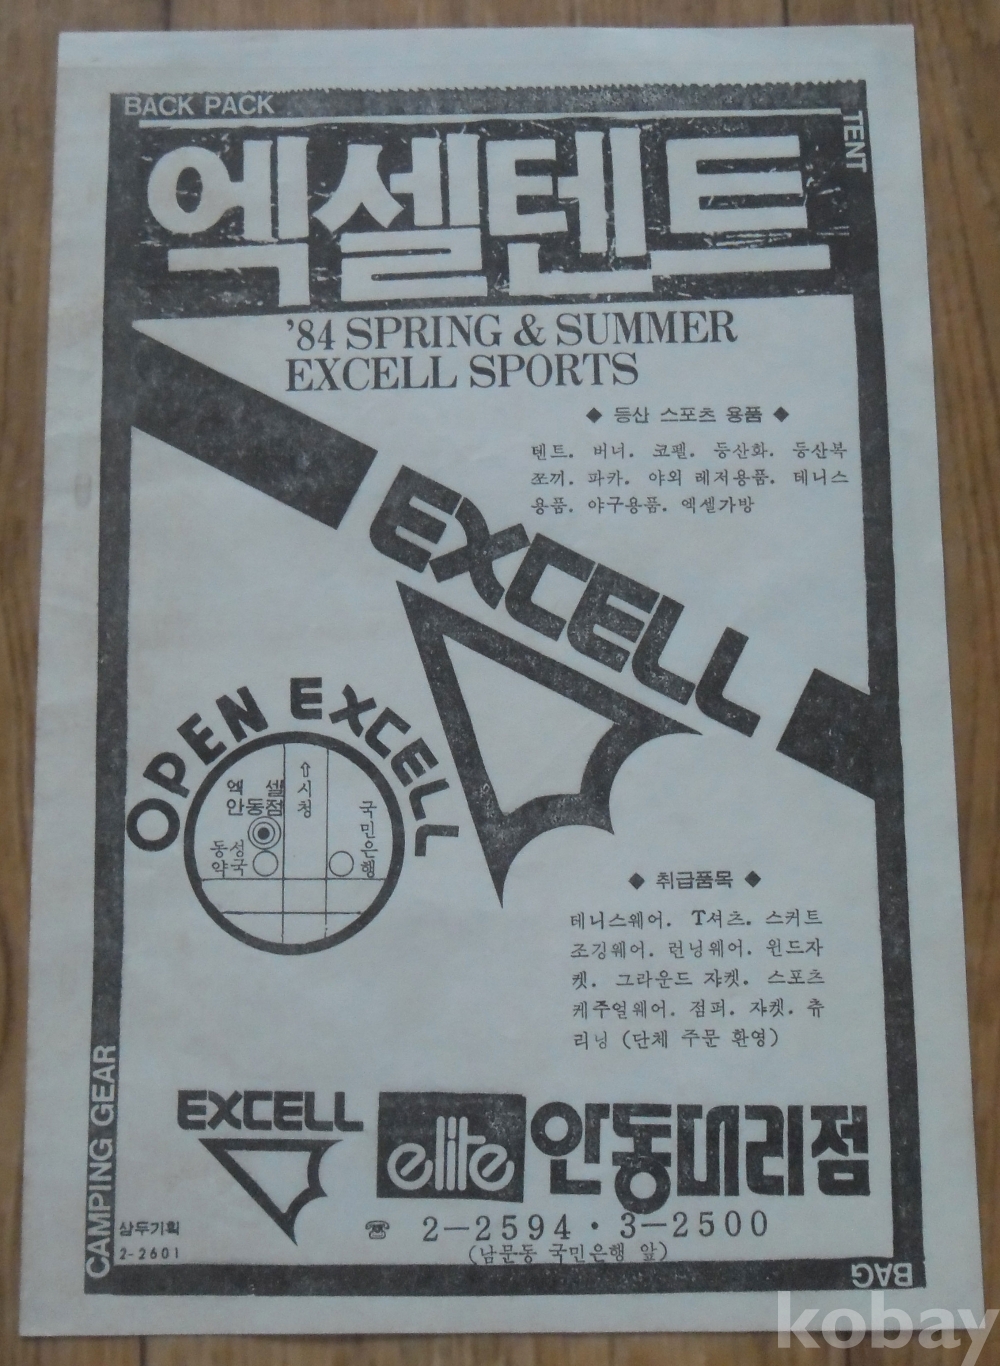 BACK PACK
TENT
엑셀텐트
'84 SPRING & SUMMER
EXCELL SPORTS
◆ 등산 스포츠 용품 ◆
텐트. 버너. 코펠. 등산화. 등산복
쪼끼. 파카. 야외 레저용품. 테니스
용품. 야구용품. 엑셀가방
EXCELL
OPEN EXCELL
엑 셀
안동점
⇧시청
국민은행
동성
약국
◆ 취급품목 ◆
테니스웨어. T셔츠. 스커트
조깅웨어. 런닝웨어. 윈드자
켓. 그라운드 쟈켓. 스포츠
케주얼웨어. 점퍼. 쟈켓. 츄
리닝 (단체 주문 환영)
EXCELL
elite
안동대리점
☎ 2-2594 · 3-2500
(남문동 국민은행 앞)
삼두기획
2-2601
CAMPING GEAR
BAG
kobay